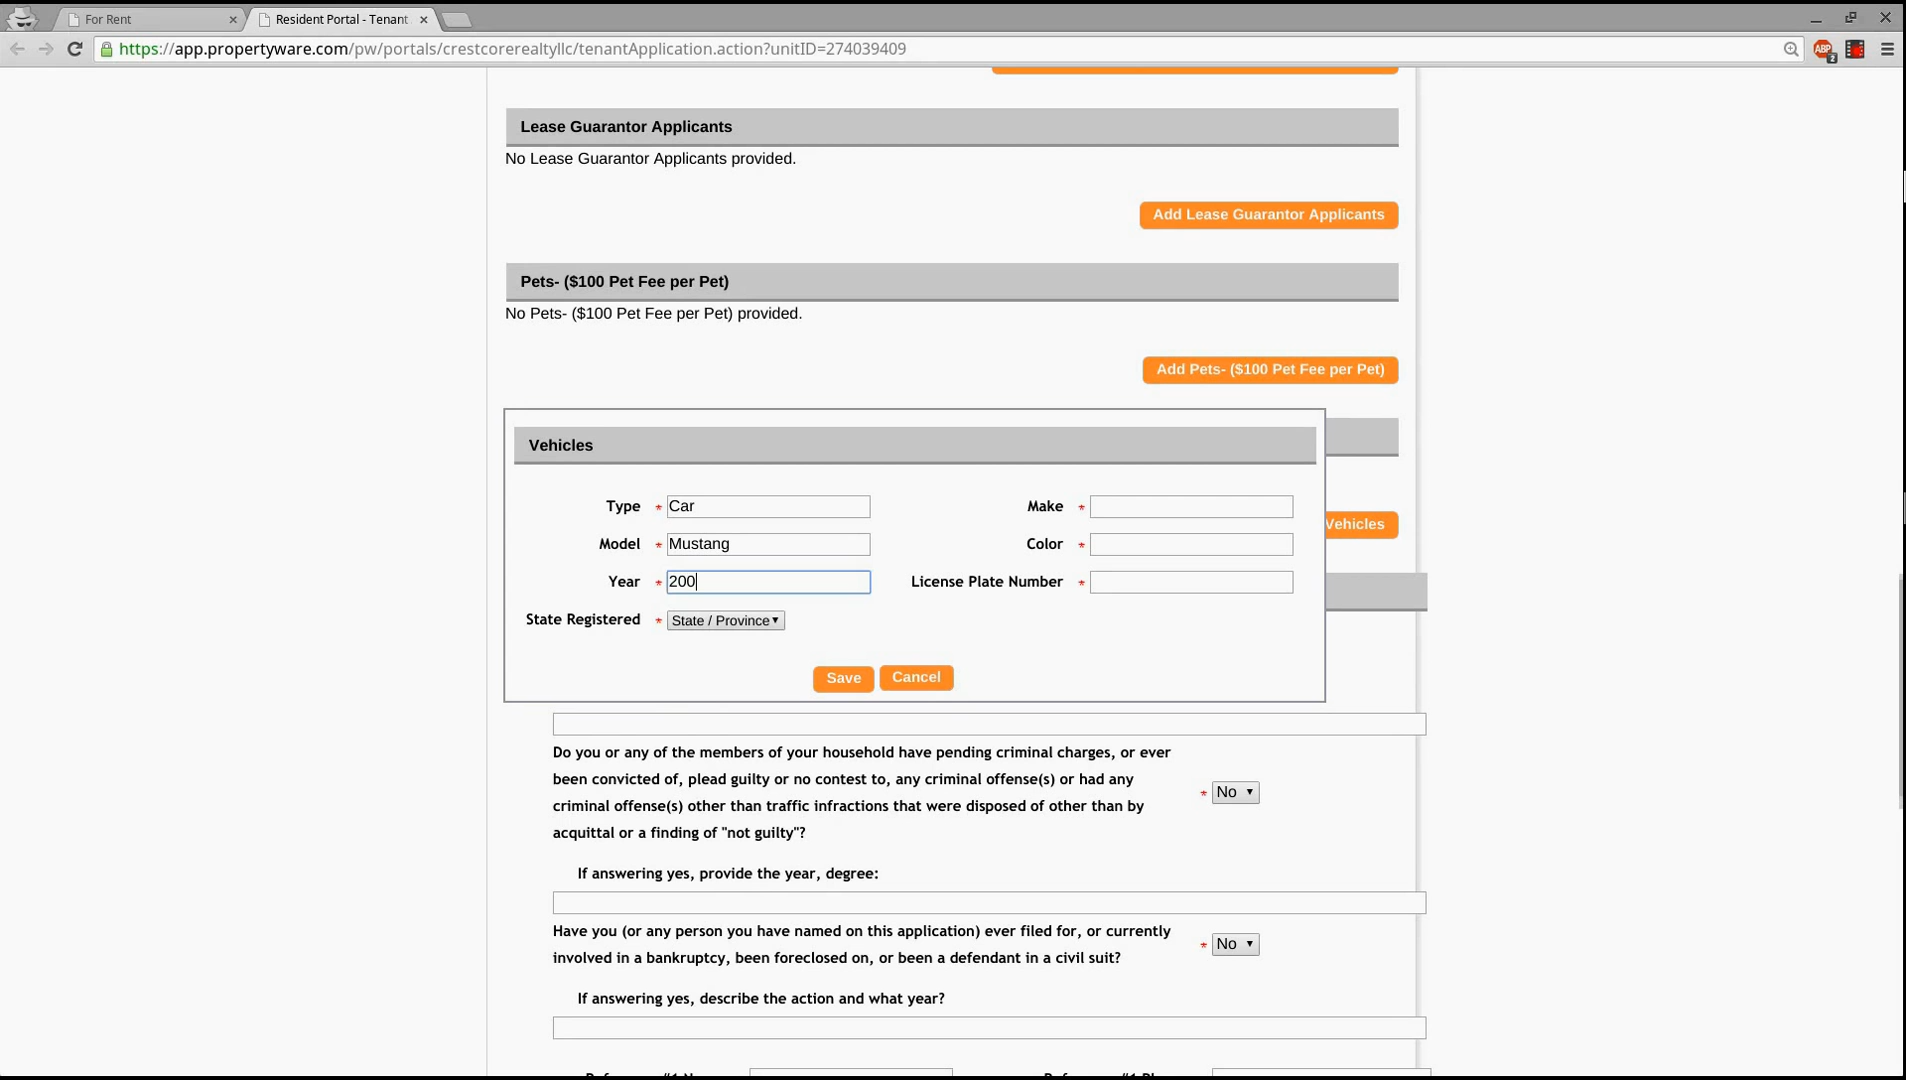 For Rent
Resident Portal - Tenant
https://app.propertyware.com/pw/portals/crestcorerealtyllc/tenantApplication.action?unitID=274039409
ABP
2
Lease Guarantor Applicants
No Lease Guarantor Applicants provided.
Add Lease Guarantor Applicants
Pets- ($100 Pet Fee per Pet)
No Pets- ($100 Pet Fee per Pet) provided.
Add Pets- ($100 Pet Fee per Pet)
Vehicles
Type * Car Make *
Vehicles
Model * Mustang Color *
Year * 200 License Plate Number *
State Registered * State / Province
Save Cancel
Do you or any of the members of your household have pending criminal charges, or ever
been convicted of, plead guilty or no contest to, any criminal offense(s) or had any
* No
criminal offense(s) other than traffic infractions that were disposed of other than by
acquittal or a finding of "not guilty"?
If answering yes, provide the year, degree:
Have you (or any person you have named on this application) ever filed for, or currently
* No
involved in a bankruptcy, been foreclosed on, or been a defendant in a civil suit?
If answering yes, describe the action and what year?